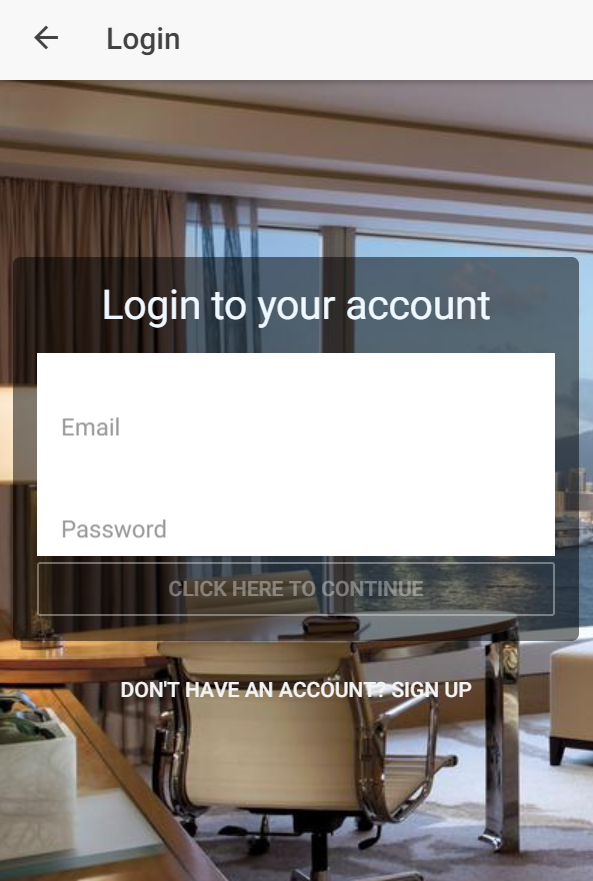 Login
Login to your account
Email
Password
CLICK HERE TO CONTINUE
DON'T HAVE AN ACCOUNT? SIGN UP